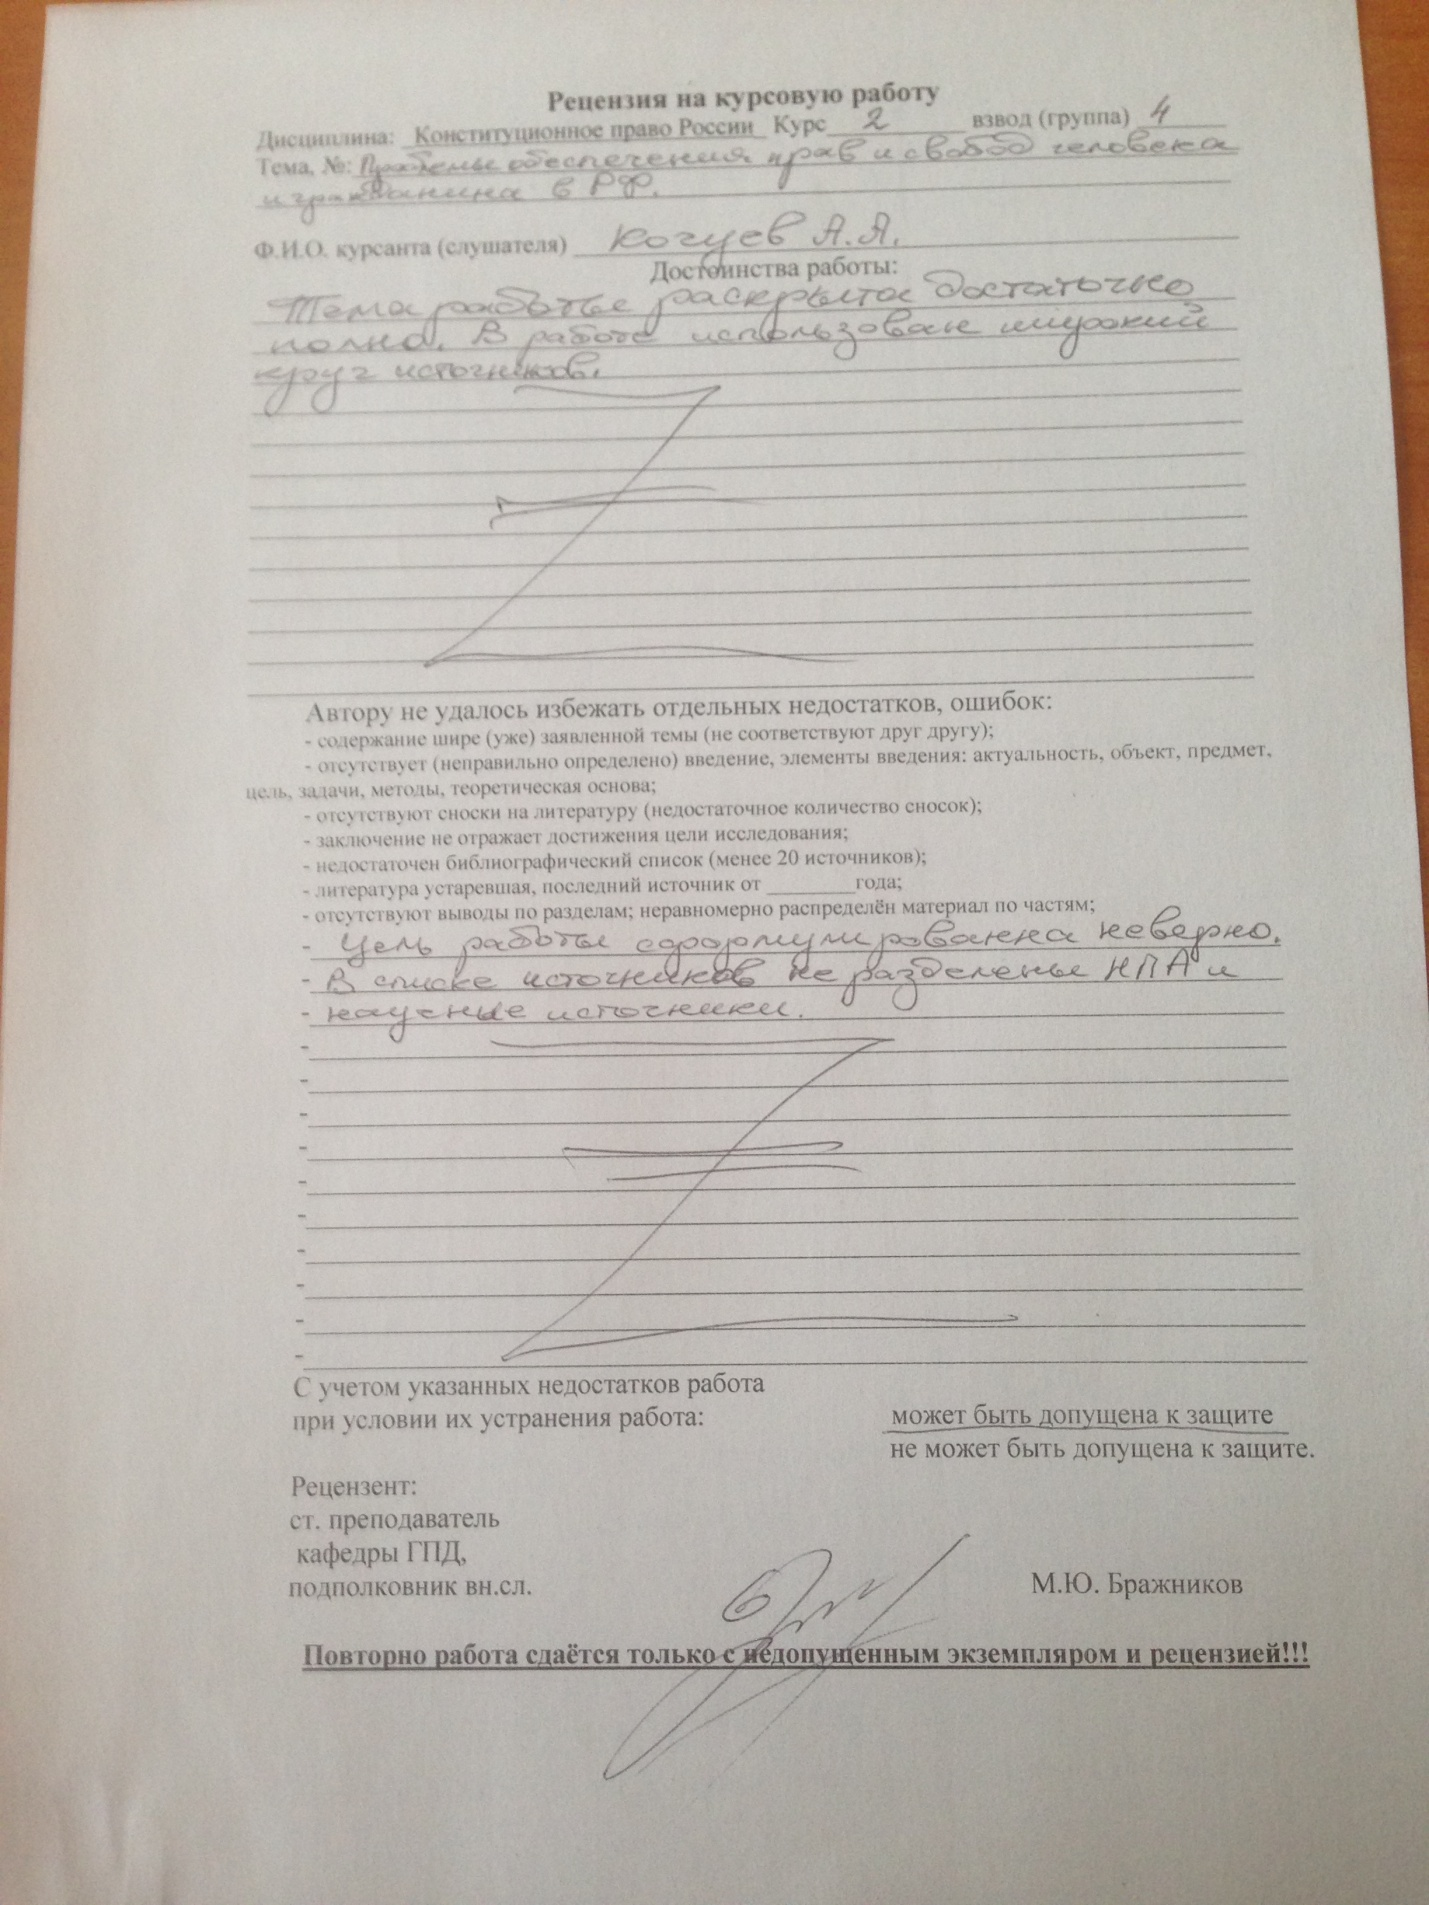 Рецензия на курсовую работу
Дисциплина: Конституционное право России Курс 2 взвод (группа) 4
Тема, №: Проблемы обеспечения прав и свобод человека
и гражданина в РФ.
Ф.И.О. курсанта (слушателя) Кочуев А.А.
Достоинства работы:
Тема работы раскрыта достаточно
полно. В работе использован широкий
круг источников.
Автору не удалось избежать отдельных недостатков, ошибок:
- содержание шире (уже) заявленной темы (не соответствуют друг другу);
- отсутствует (неправильно определено) введение, элементы введения: актуальность, объект, предмет,
цель, задачи, методы, теоретическая основа;
- отсутствуют сноски на литературу (недостаточное количество сносок);
- заключение не отражает достижения цели исследования;
- недостаточен библиографический список (менее 20 источников);
- литература устаревшая, последний источник от ________года;
- отсутствуют выводы по разделам; неравномерно распределён материал по частям;
- Цель работы сформулированна неверно.
- В списке источников не разделены НПА и
- научные источники.
-
-
-
-
-
-
-
-
-
-
С учетом указанных недостатков работа
при условии их устранения работа: может быть допущена к защите
не может быть допущена к защите.
Рецензент:
ст. преподаватель
кафедры ГПД,
подполковник вн.сл. М.Ю. Бражников
Повторно работа сдаётся только с недопущенным экземпляром и рецензией!!!